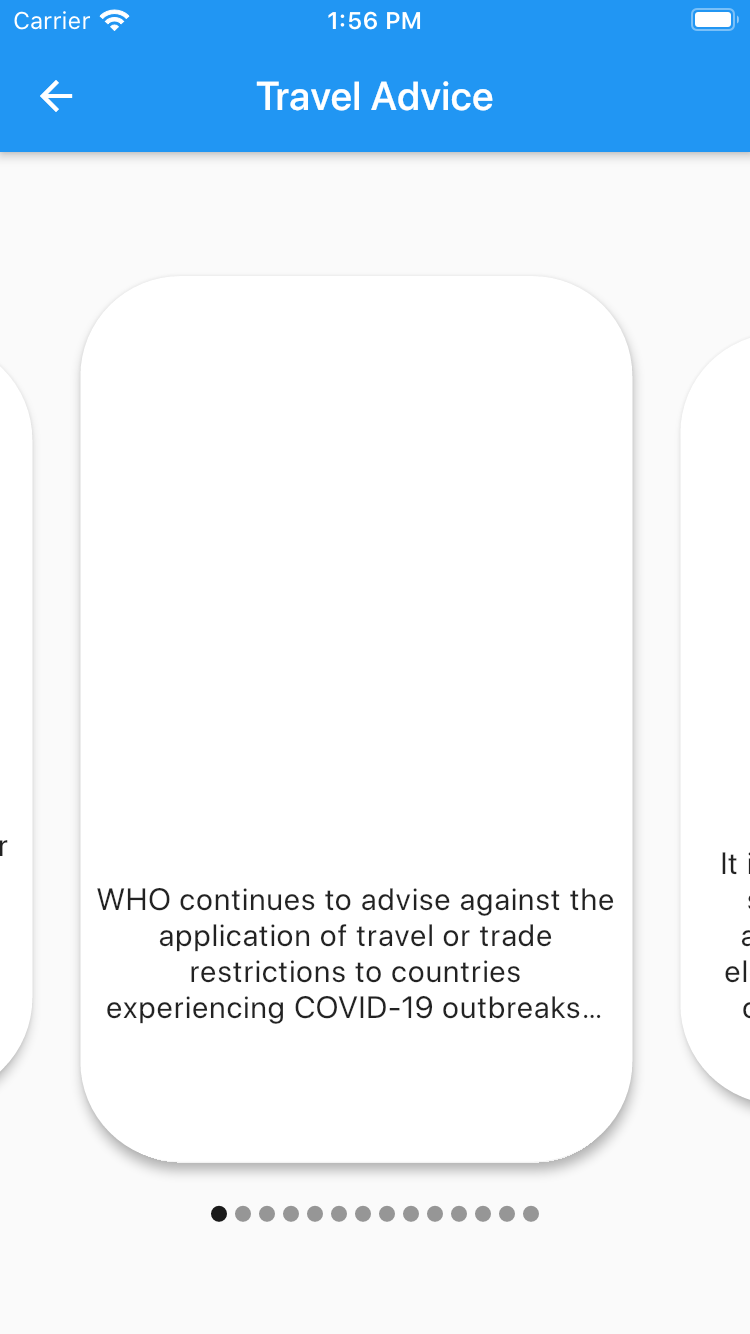 Carrier
1:56 PM
Travel Advice
r
WHO continues to advise against the
application of travel or trade
restrictions to countries
experiencing COVID-19 outbreaks...
It
el